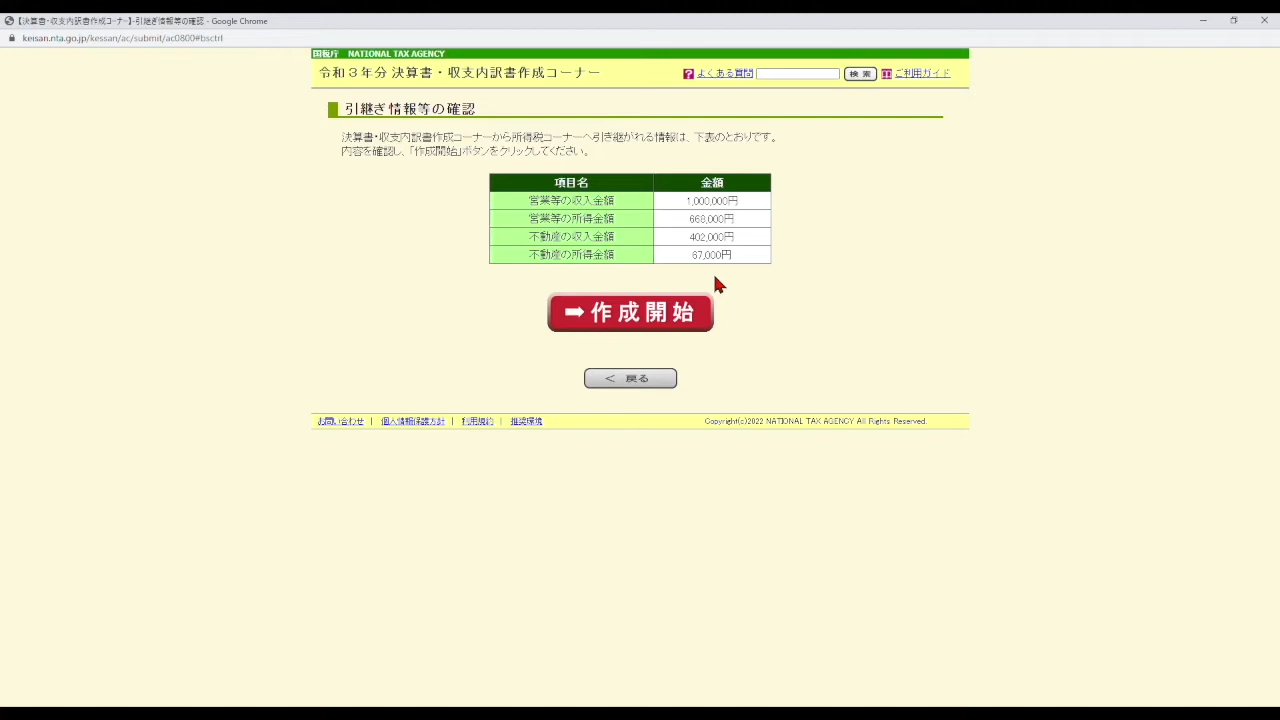 【決算書・収支内訳書作成コーナー】-引継ぎ情報等の確認 - Google Chrome
keisan.nta.go.jp/kessan/ac/submit/ac0800#bsctrl
国税庁 NATIONAL TAX AGENCY
令和3年分 決算書・収支内訳書作成コーナー
? よくある質問 検索 ご利用ガイド
引継ぎ情報等の確認
決算書・収支内訳書作成コーナーから所得税コーナーへ引き継がれる情報は、下表のとおりです。
内容を確認し、「作成開始」ボタンをクリックしてください。
項目名 金額
営業等の収入金額 1,000,000円
営業等の所得金額 668,000円
不動産の収入金額 402,000円
不動産の所得金額 67,000円
➡作成開始
< 戻る
お問い合わせ | 個人情報保護方針 | 利用規約 | 推奨環境 Copyright(c)2022 NATIONAL TAX AGENCY All Rights Reserved.